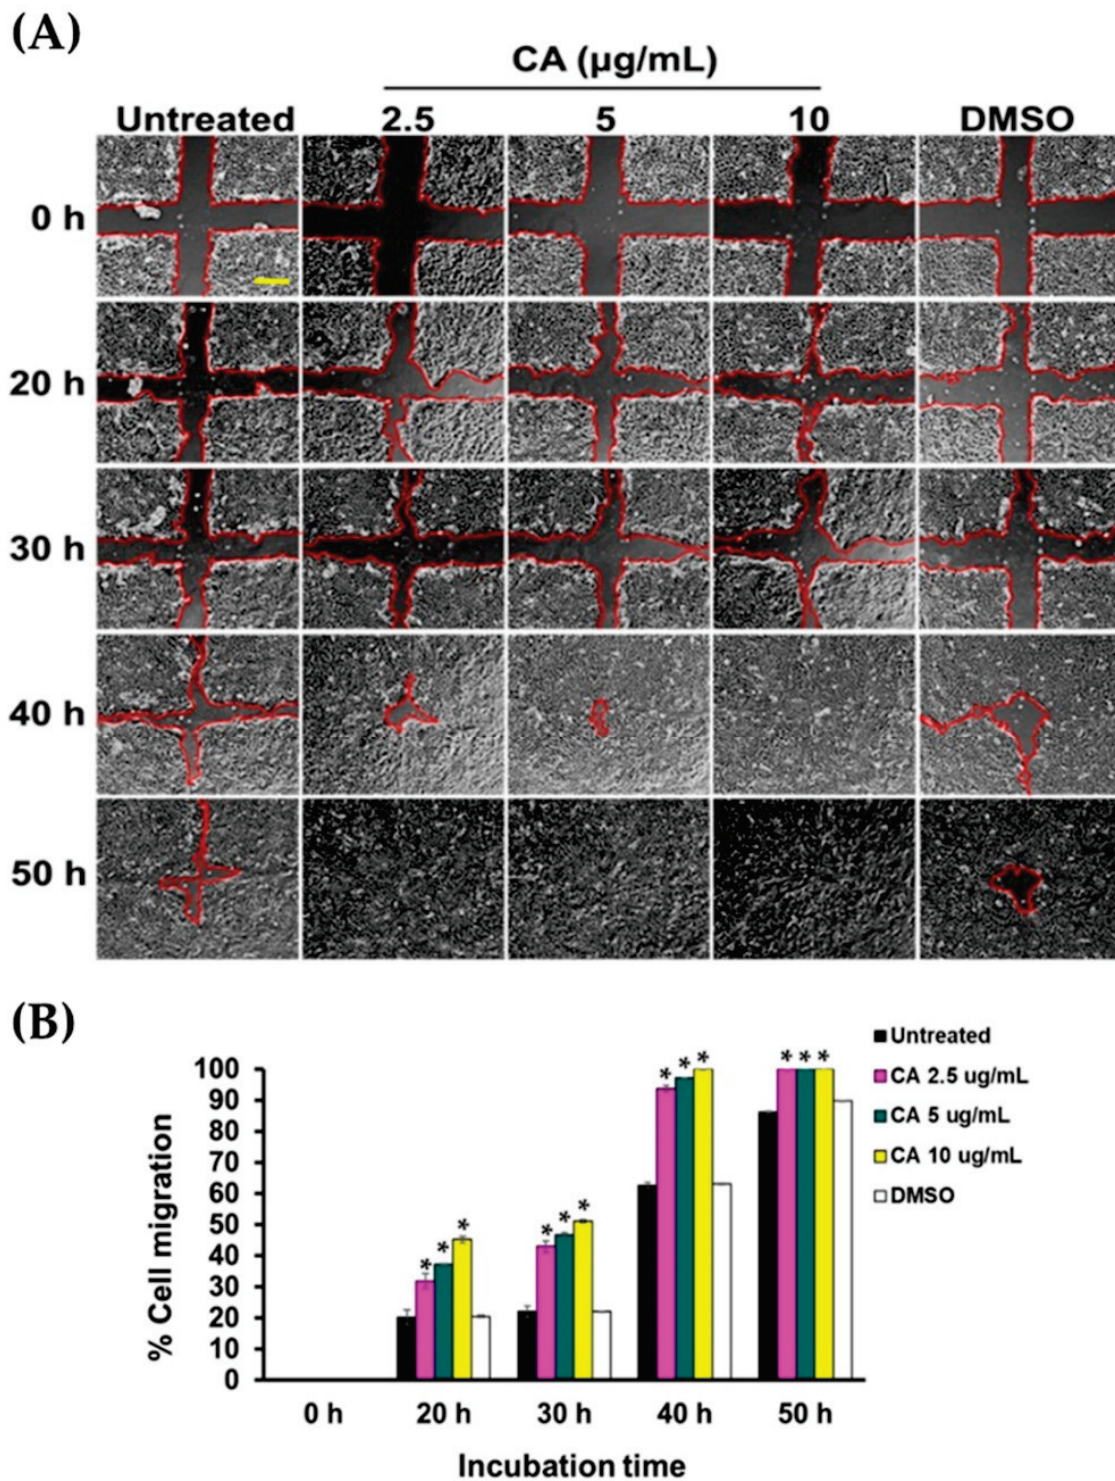 (A)
CA (µg/mL)
Untreated 2.5 5 10 DMSO
0 h
20 h
30 h
40 h
50 h
(B)
Untreated
CA 2.5 ug/mL
CA 5 ug/mL
CA 10 ug/mL
DMSO
% Cell migration
100
90
80
70
60
50
40
30
20
10
0
* * *
* * *
* * *
* * *
0 h 20 h 30 h 40 h 50 h
Incubation time